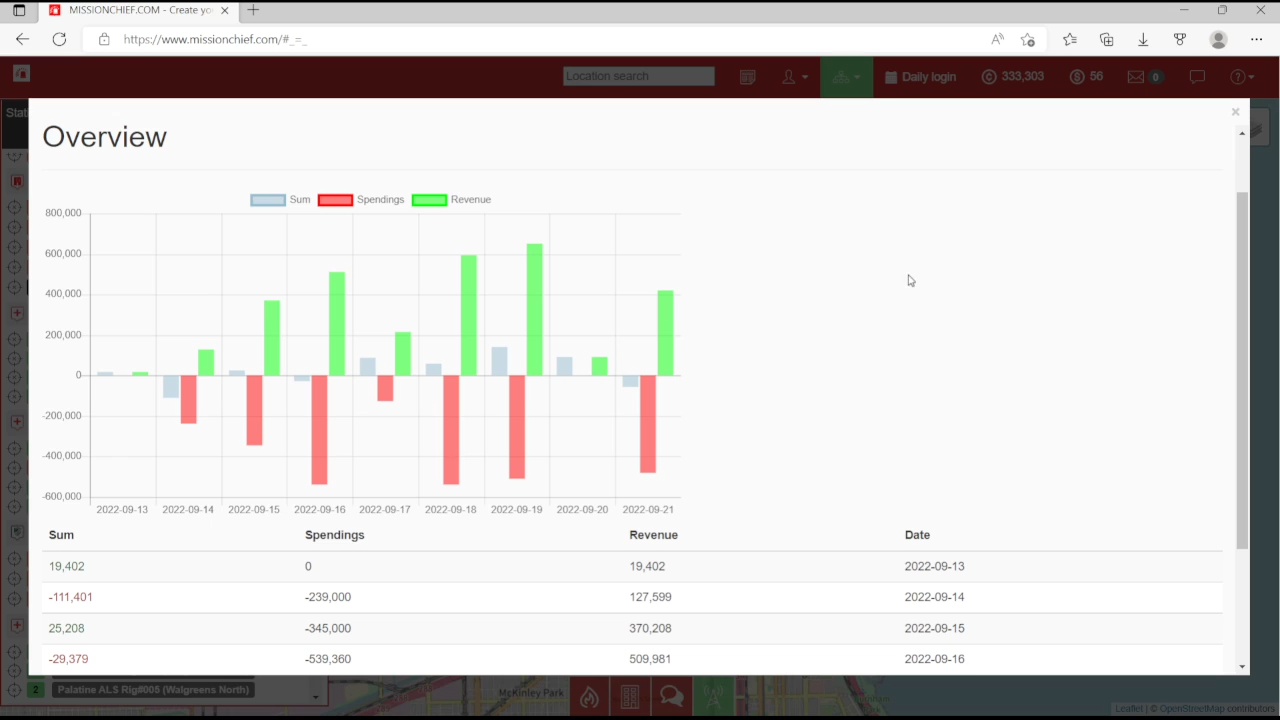 MISSIONCHIEF.COM - Create yo
https://www.missionchief.com/#_=_
Location search
Daily login
333,303
56
0
Stati
Overview
Sum Spendings Revenue
800,000
600,000
400,000
200,000
0
-200,000
-400,000
-600,000
2022-09-13 2022-09-14 2022-09-15 2022-09-16 2022-09-17 2022-09-18 2022-09-19 2022-09-20 2022-09-21
Sum Spendings Revenue Date
19,402 0 19,402 2022-09-13
-111,401 -239,000 127,599 2022-09-14
25,208 -345,000 370,208 2022-09-15
-29,379 -539,360 509,981 2022-09-16
2 Palatine ALS Rig#005 (Walgreens North)
McKinley Park
Leaflet | © OpenStreetMap contributors